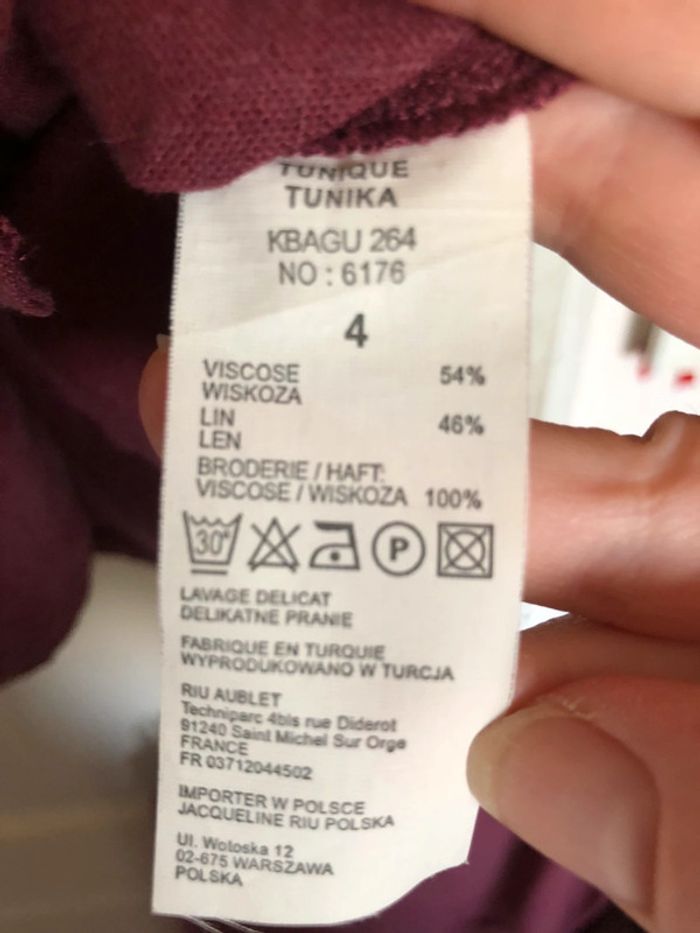 TUNIQUE
TUNIKA
KBAGU 264
NO : 6176
4
VISCOSE 54%
WISKOZA
LIN 46%
LEN
BRODERIE / HAFT:
VISCOSE / WISKOZA 100%
30°
P
LAVAGE DELICAT
DELIKATNE PRANIE
FABRIQUE EN TURQUIE
WYPRODUKOWANO W TURCJA
RIU AUBLET
Techniparc 4bis rue Diderot
91240 Saint Michel Sur Orge
FRANCE
FR 03712044502
IMPORTER W POLSCE
JACQUELINE RIU POLSKA
Ul. Woloska 12
02-675 WARSZAWA
POLSKA